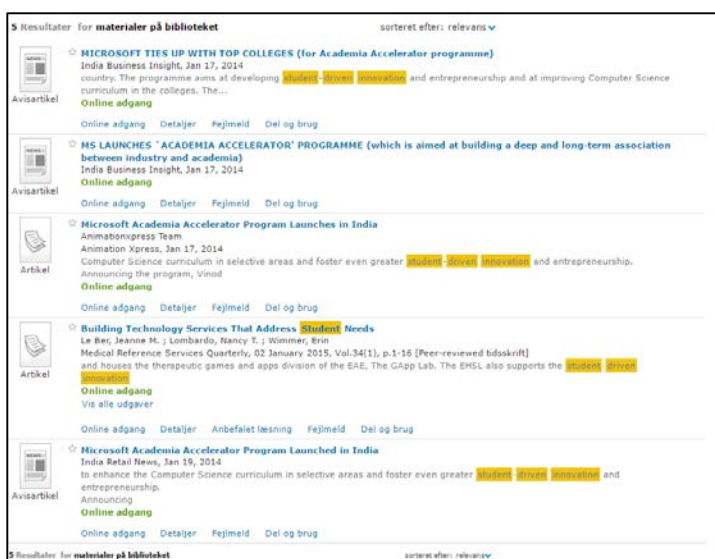 5 Resultater for materialer på biblioteket sorteret efter: relevans
MICROSOFT TIES UP WITH TOP COLLEGES (for Academia Accelerator programme)
India Business Insight, Jan 17, 2014
country. The programme aims at developing student-driven innovation and entrepreneurship and at improving Computer Science
curriculum in the colleges. The...
Avisartikel
Online adgang
Online adgang Detaljer Fejlmeld Del og brug
MS LAUNCHES `ACADEMIA ACCELERATOR' PROGRAMME (which is aimed at building a deep and long-term association
between industry and academia)
India Business Insight, Jan 17, 2014
Online adgang
Avisartikel
Online adgang Detaljer Fejlmeld Del og brug
Microsoft Academia Accelerator Program Launches in India
Animationxpress Team
Animation Xpress, Jan 17, 2014
Computer Science curriculum in selective areas and foster even greater student-driven innovation and entrepreneurship.
Artikel
Announcing the program, Vinod
Online adgang
Online adgang Detaljer Fejlmeld Del og brug
Building Technology Services That Address Student Needs
Le Ber, Jeanne M. ; Lombardo, Nancy T. ; Wimmer, Erin
Medical Reference Services Quarterly, 02 January 2015, Vol.34(1), p.1-16 [Peer-reviewed tidsskrift]
and houses the therapeutic games and apps division of the EAE, The GApp Lab. The EHSL also supports the student-driven
Artikel
innovation
Online adgang
Vis alle udgaver
Online adgang Detaljer Anbefalet læsning Fejlmeld Del og brug
Microsoft Academia Accelerator Program Launched in India
India Retail News, Jan 19, 2014
to enhance the Computer Science curriculum in selective areas and foster even greater student-driven innovation and
entrepreneurship.
Avisartikel
Announcing
Online adgang
Online adgang Detaljer Fejlmeld Del og brug
5 Resultater for materialer på biblioteket sorteret efter: relevans